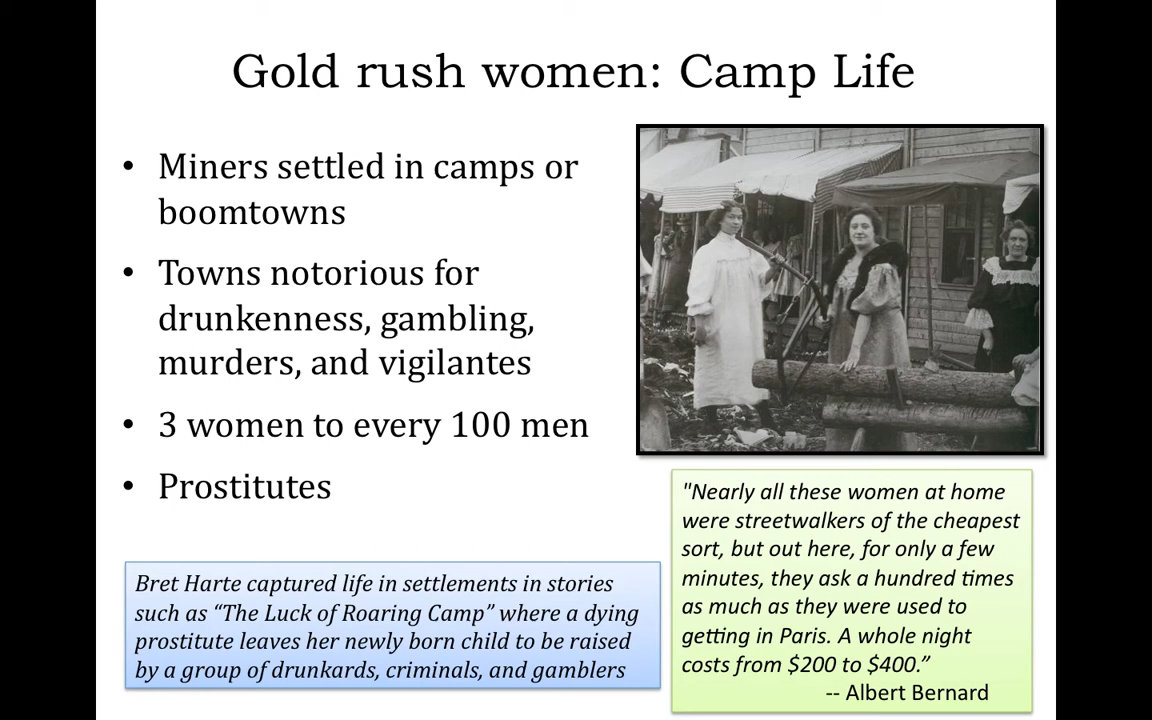 Gold rush women: Camp Life
• Miners settled in camps or
boomtowns
• Towns notorious for
drunkenness, gambling,
murders, and vigilantes
• 3 women to every 100 men
• Prostitutes
Bret Harte captured life in settlements in stories
such as “The Luck of Roaring Camp” where a dying
prostitute leaves her newly born child to be raised
by a group of drunkards, criminals, and gamblers
"Nearly all these women at home
were streetwalkers of the cheapest
sort, but out here, for only a few
minutes, they ask a hundred times
as much as they were used to
getting in Paris. A whole night
costs from $200 to $400.”
-- Albert Bernard